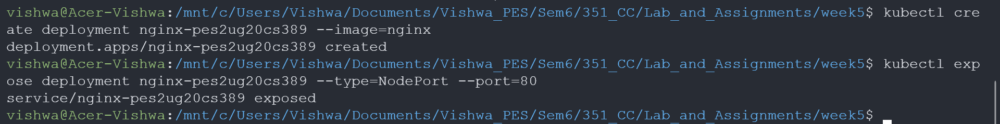 vishwa@Acer-Vishwa:/mnt/c/Users/Vishwa/Documents/Vishwa_PES/Sem6/351_CC/Lab_and_Assignments/week5$ kubectl cre
ate deployment nginx-pes2ug20cs389 --image=nginx
deployment.apps/nginx-pes2ug20cs389 created
vishwa@Acer-Vishwa:/mnt/c/Users/Vishwa/Documents/Vishwa_PES/Sem6/351_CC/Lab_and_Assignments/week5$ kubectl exp
ose deployment nginx-pes2ug20cs389 --type=NodePort --port=80
service/nginx-pes2ug20cs389 exposed
vishwa@Acer-Vishwa:/mnt/c/Users/Vishwa/Documents/Vishwa_PES/Sem6/351_CC/Lab_and_Assignments/week5$